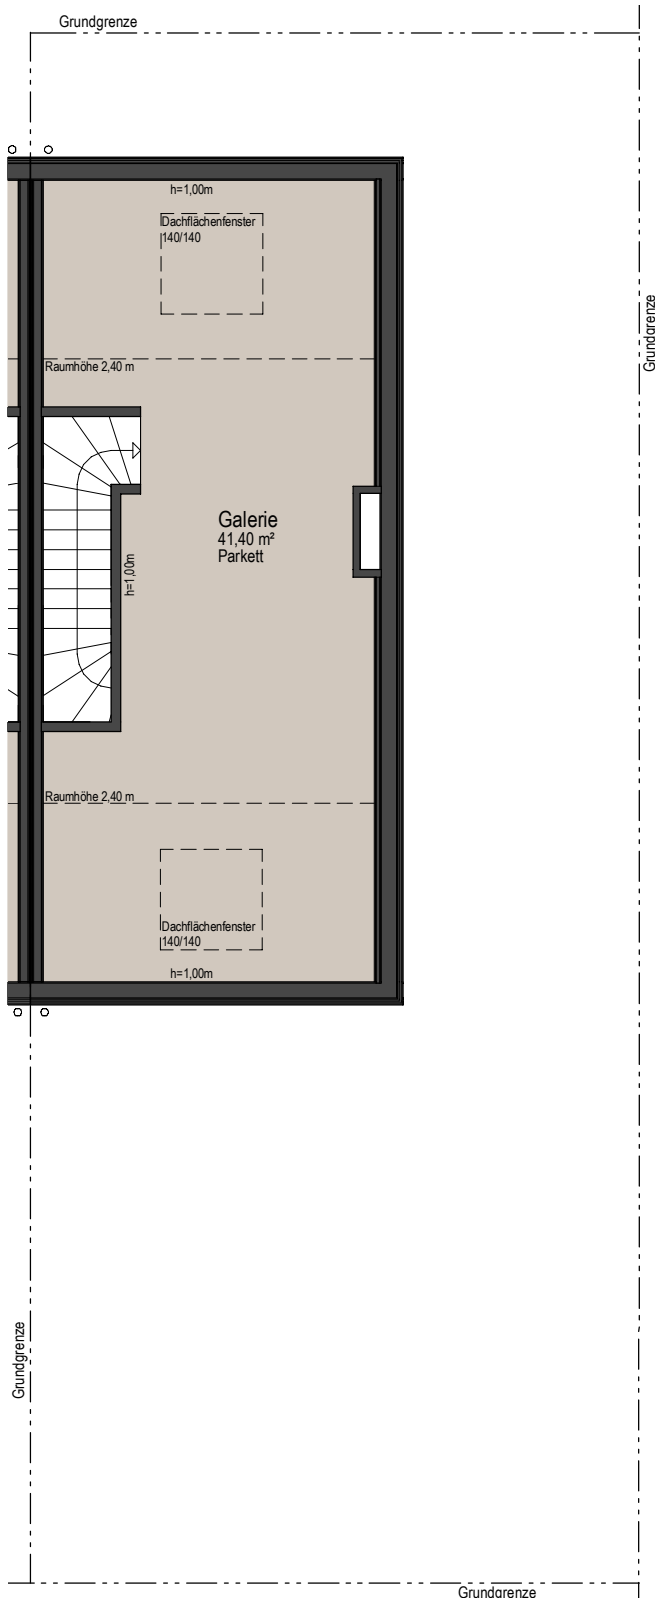 Grundgrenze
h=1,00m
Dachflächenfenster
140/140
Grundgrenze
Raumhöhe 2,40 m
Galerie
41,40 m²
Parkett
h=1,00m
Raumhöhe 2,40 m
Dachflächenfenster
140/140
h=1,00m
Grundgrenze
Grundgrenze